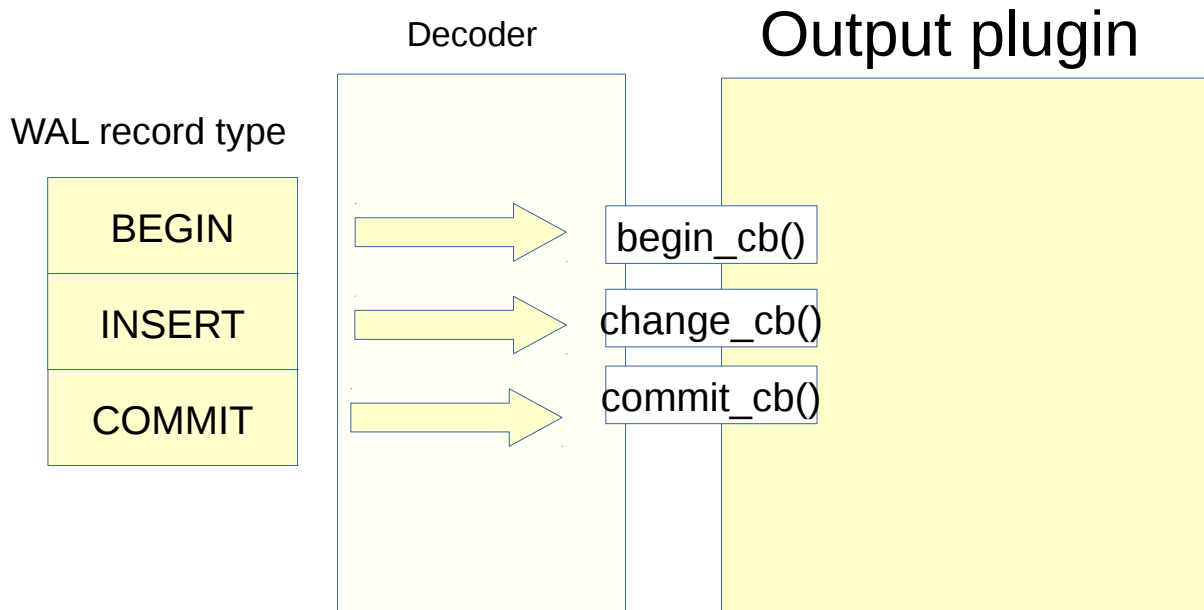 Decoder
Output plugin
WAL record type
BEGIN
begin_cb()
INSERT
change_cb()
COMMIT
commit_cb()